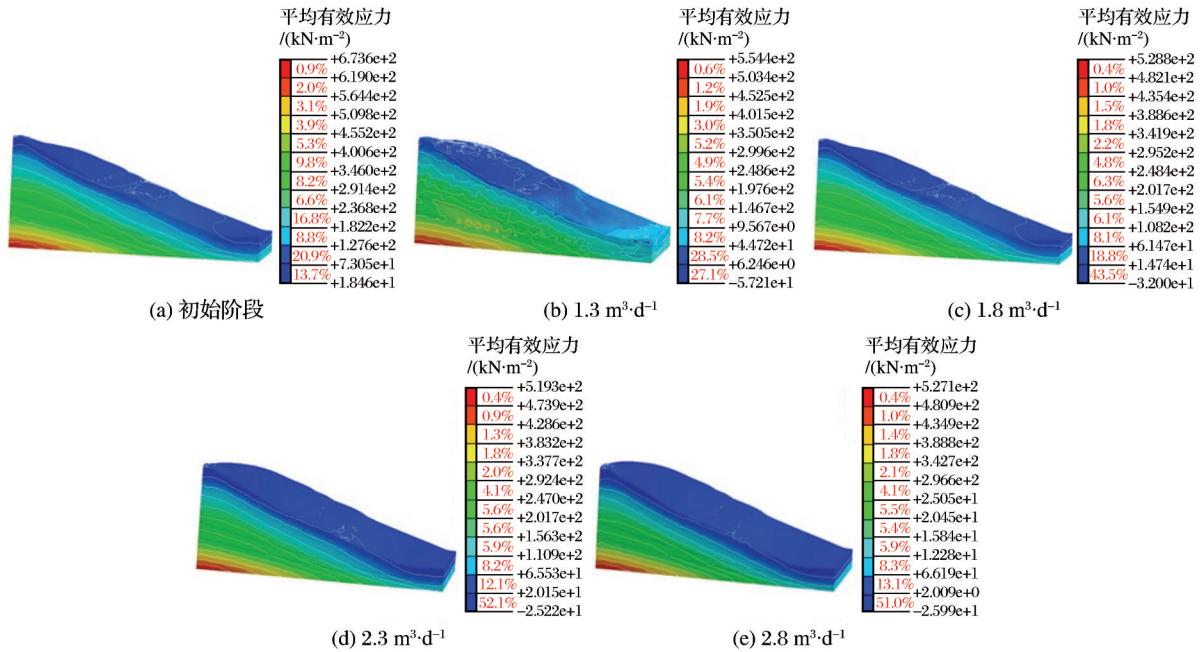 平均有效应力
/(kN·m⁻²)
+6.736e+2
0.9%
+6.190e+2
2.0%
+5.644e+2
3.1%
+5.098e+2
3.9%
+4.552e+2
5.3%
+4.006e+2
9.8%
+3.460e+2
8.2%
+2.914e+2
6.6%
+2.368e+2
16.8%
+1.822e+2
8.8%
+1.276e+2
20.9%
+7.305e+1
13.7%
+1.846e+1
(a) 初始阶段
平均有效应力
/(kN·m⁻²)
+5.544e+2
0.6%
+5.034e+2
1.2%
+4.525e+2
1.9%
+4.015e+2
3.0%
+3.505e+2
5.2%
+2.996e+2
4.9%
+2.486e+2
5.4%
+1.976e+2
6.1%
+1.467e+2
7.7%
+9.567e+0
8.2%
+4.472e+1
28.5%
+6.246e+0
27.1%
−5.721e+1
(b) 1.3 m³·d⁻¹
平均有效应力
/(kN·m⁻²)
+5.288e+2
0.4%
+4.821e+2
1.0%
+4.354e+2
1.5%
+3.886e+2
1.8%
+3.419e+2
2.2%
+2.952e+2
4.8%
+2.484e+2
6.3%
+2.017e+2
5.6%
+1.549e+2
6.1%
+1.082e+2
8.1%
+6.147e+1
18.8%
+1.474e+1
43.5%
−3.200e+1
(c) 1.8 m³·d⁻¹
平均有效应力
/(kN·m⁻²)
+5.193e+2
0.4%
+4.739e+2
0.9%
+4.286e+2
1.3%
+3.832e+2
1.8%
+3.377e+2
2.0%
+2.924e+2
4.1%
+2.470e+2
5.6%
+2.017e+2
5.6%
+1.563e+2
5.9%
+1.109e+2
8.2%
+6.553e+1
12.1%
+2.015e+1
52.1%
−2.522e+1
(d) 2.3 m³·d⁻¹
平均有效应力
/(kN·m⁻²)
+5.271e+2
0.4%
+4.809e+2
1.0%
+4.349e+2
1.4%
+3.888e+2
1.8%
+3.427e+2
2.1%
+2.966e+2
4.1%
+2.505e+1
5.5%
+2.045e+1
5.4%
+1.584e+1
5.9%
+1.228e+1
8.3%
+6.619e+1
13.1%
+2.009e+0
51.0%
−2.599e+1
(e) 2.8 m³·d⁻¹